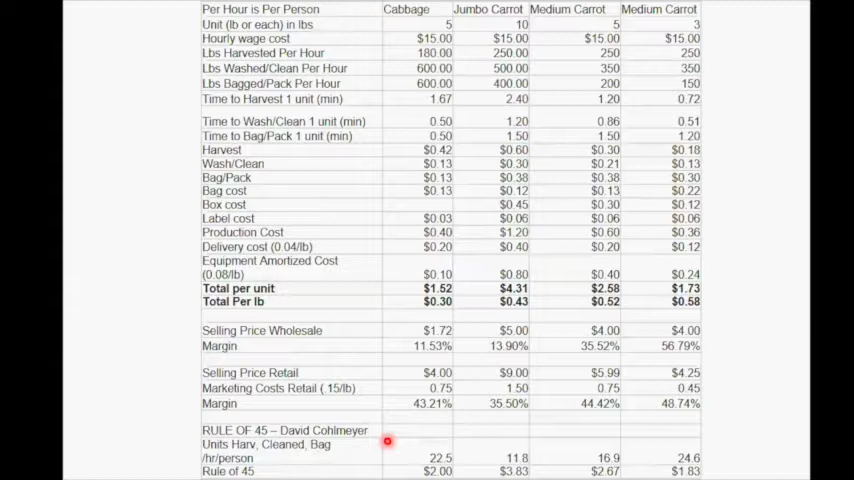 Per Hour is Per Person Cabbage Jumbo Carrot Medium Carrot Medium Carrot
Unit (lb or each) in lbs 5 10 5 3
Hourly wage cost $15.00 $15.00 $15.00 $15.00
Lbs Harvested Per Hour 180.00 250.00 250 250
Lbs Washed/Clean Per Hour 600.00 500.00 350 350
Lbs Bagged/Pack Per Hour 600.00 400.00 200 150
Time to Harvest 1 unit (min) 1.67 2.40 1.20 0.72
Time to Wash/Clean 1 unit (min) 0.50 1.20 0.86 0.51
Time to Bag/Pack 1 unit (min) 0.50 1.50 1.50 1.20
Harvest $0.42 $0.60 $0.30 $0.18
Wash/Clean $0.13 $0.30 $0.21 $0.13
Bag/Pack $0.13 $0.38 $0.38 $0.30
Bag cost $0.13 $0.12 $0.13 $0.22
Box cost $0.45 $0.30 $0.12
Label cost $0.03 $0.06 $0.06 $0.06
Production Cost $0.40 $1.20 $0.60 $0.36
Delivery cost (0.04/lb) $0.20 $0.40 $0.20 $0.12
Equipment Amortized Cost
(0.08/lb) $0.10 $0.80 $0.40 $0.24
Total per unit $1.52 $4.31 $2.58 $1.73
Total Per lb $0.30 $0.43 $0.52 $0.58
Selling Price Wholesale $1.72 $5.00 $4.00 $4.00
Margin 11.53% 13.90% 35.52% 56.79%
Selling Price Retail $4.00 $9.00 $5.99 $4.25
Marketing Costs Retail (.15/lb) 0.75 1.50 0.75 0.45
Margin 43.21% 35.50% 44.42% 48.74%
RULE OF 45 – David Cohlmeyer
Units Harv, Cleaned, Bag
/hr/person 22.5 11.8 16.9 24.6
Rule of 45 $2.00 $3.83 $2.67 $1.83